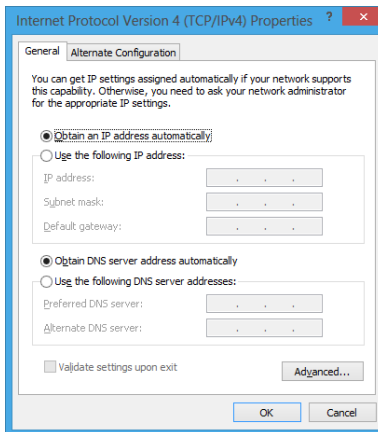 Internet Protocol Version 4 (TCP/IPv4) Properties ? ×
General Alternate Configuration
You can get IP settings assigned automatically if your network supports
this capability. Otherwise, you need to ask your network administrator
for the appropriate IP settings.
Obtain an IP address automatically
Use the following IP address:
IP address:
Subnet mask:
Default gateway:
Obtain DNS server address automatically
Use the following DNS server addresses:
Preferred DNS server:
Alternate DNS server:
Validate settings upon exit
Advanced...
OK Cancel